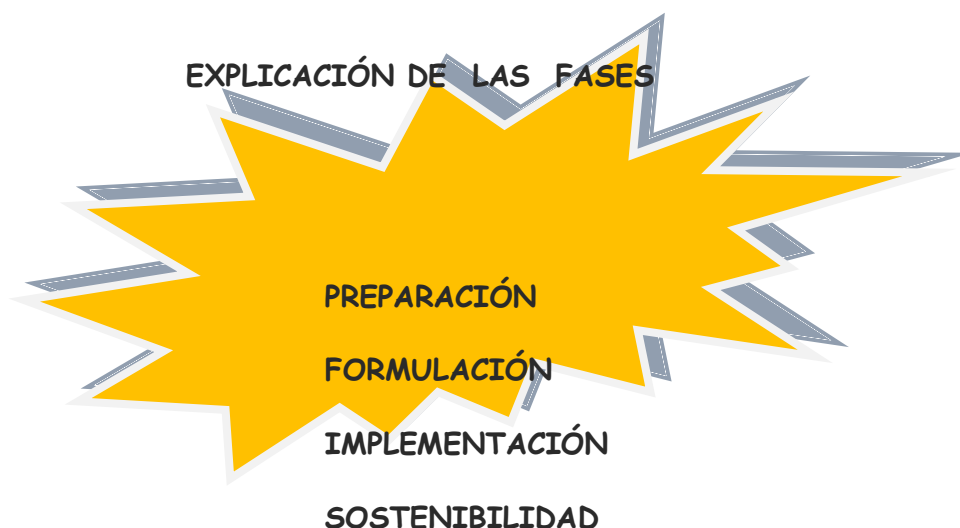 EXPLICACIÓN DE LAS FASES
PREPARACIÓN
FORMULACIÓN
IMPLEMENTACIÓN
SOSTENIBILIDAD